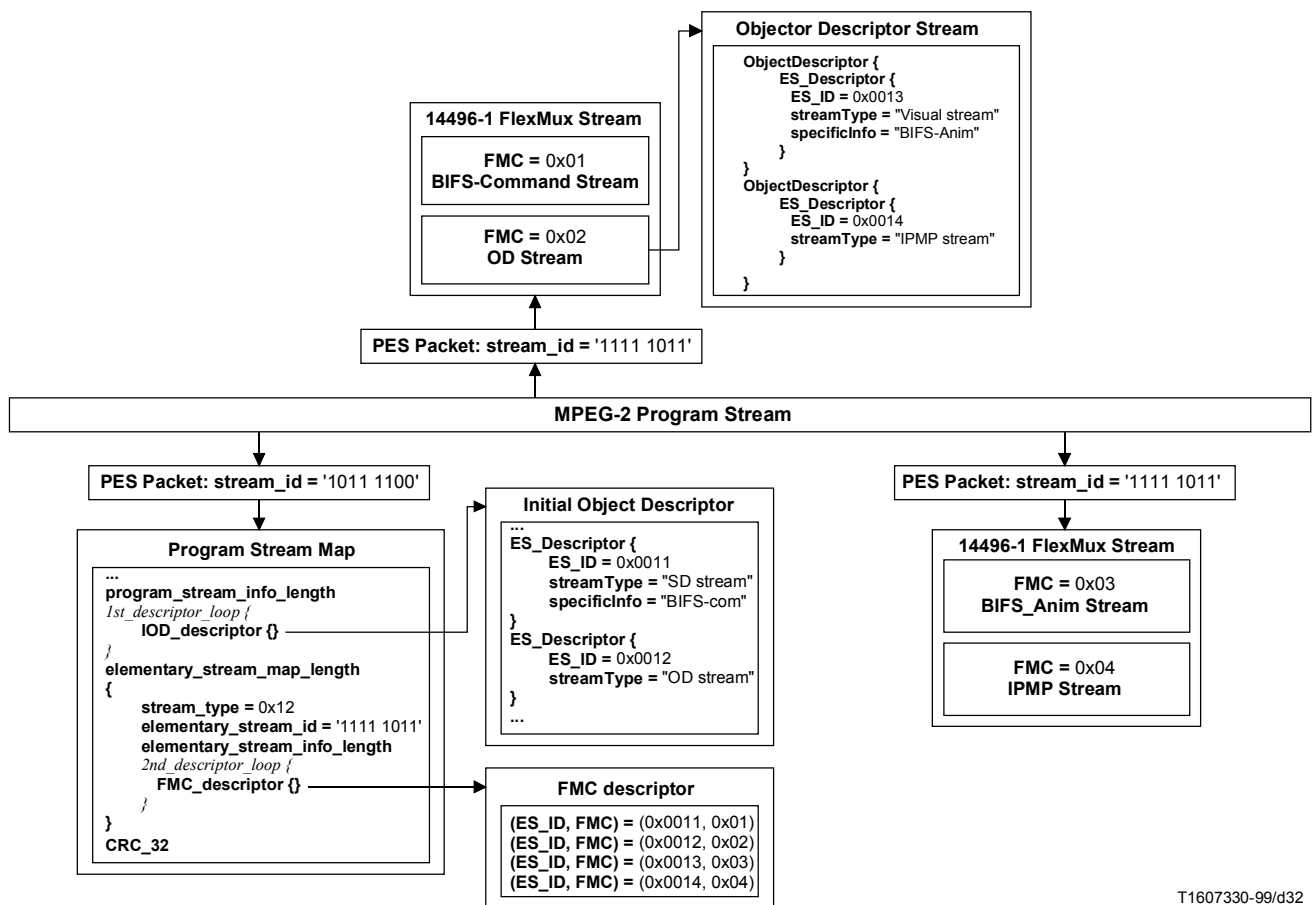 Objector Descriptor Stream
ObjectDescriptor {
ES_Descriptor {
ES_ID = 0x0013
streamType = "Visual stream"
specificInfo = "BIFS-Anim"
}
}
ObjectDescriptor {
ES_Descriptor {
ES_ID = 0x0014
streamType = "IPMP stream"
}
}
14496-1 FlexMux Stream
FMC = 0x01
BIFS-Command Stream
FMC = 0x02
OD Stream
PES Packet: stream_id = '1111 1011'
MPEG-2 Program Stream
PES Packet: stream_id = '1011 1100'
Program Stream Map
...
program_stream_info_length
1st_descriptor_loop {
IOD_descriptor {}
}
elementary_stream_map_length
{
stream_type = 0x12
elementary_stream_id = '1111 1011'
elementary_stream_info_length
2nd_descriptor_loop {
FMC_descriptor {}
}
}
CRC_32
Initial Object Descriptor
...
ES_Descriptor {
ES_ID = 0x0011
streamType = "SD stream"
specificInfo = "BIFS-com"
}
ES_Descriptor {
ES_ID = 0x0012
streamType = "OD stream"
}
...
FMC descriptor
(ES_ID, FMC) = (0x0011, 0x01)
(ES_ID, FMC) = (0x0012, 0x02)
(ES_ID, FMC) = (0x0013, 0x03)
(ES_ID, FMC) = (0x0014, 0x04)
PES Packet: stream_id = '1111 1011'
14496-1 FlexMux Stream
FMC = 0x03
BIFS_Anim Stream
FMC = 0x04
IPMP Stream
T1607330-99/d32